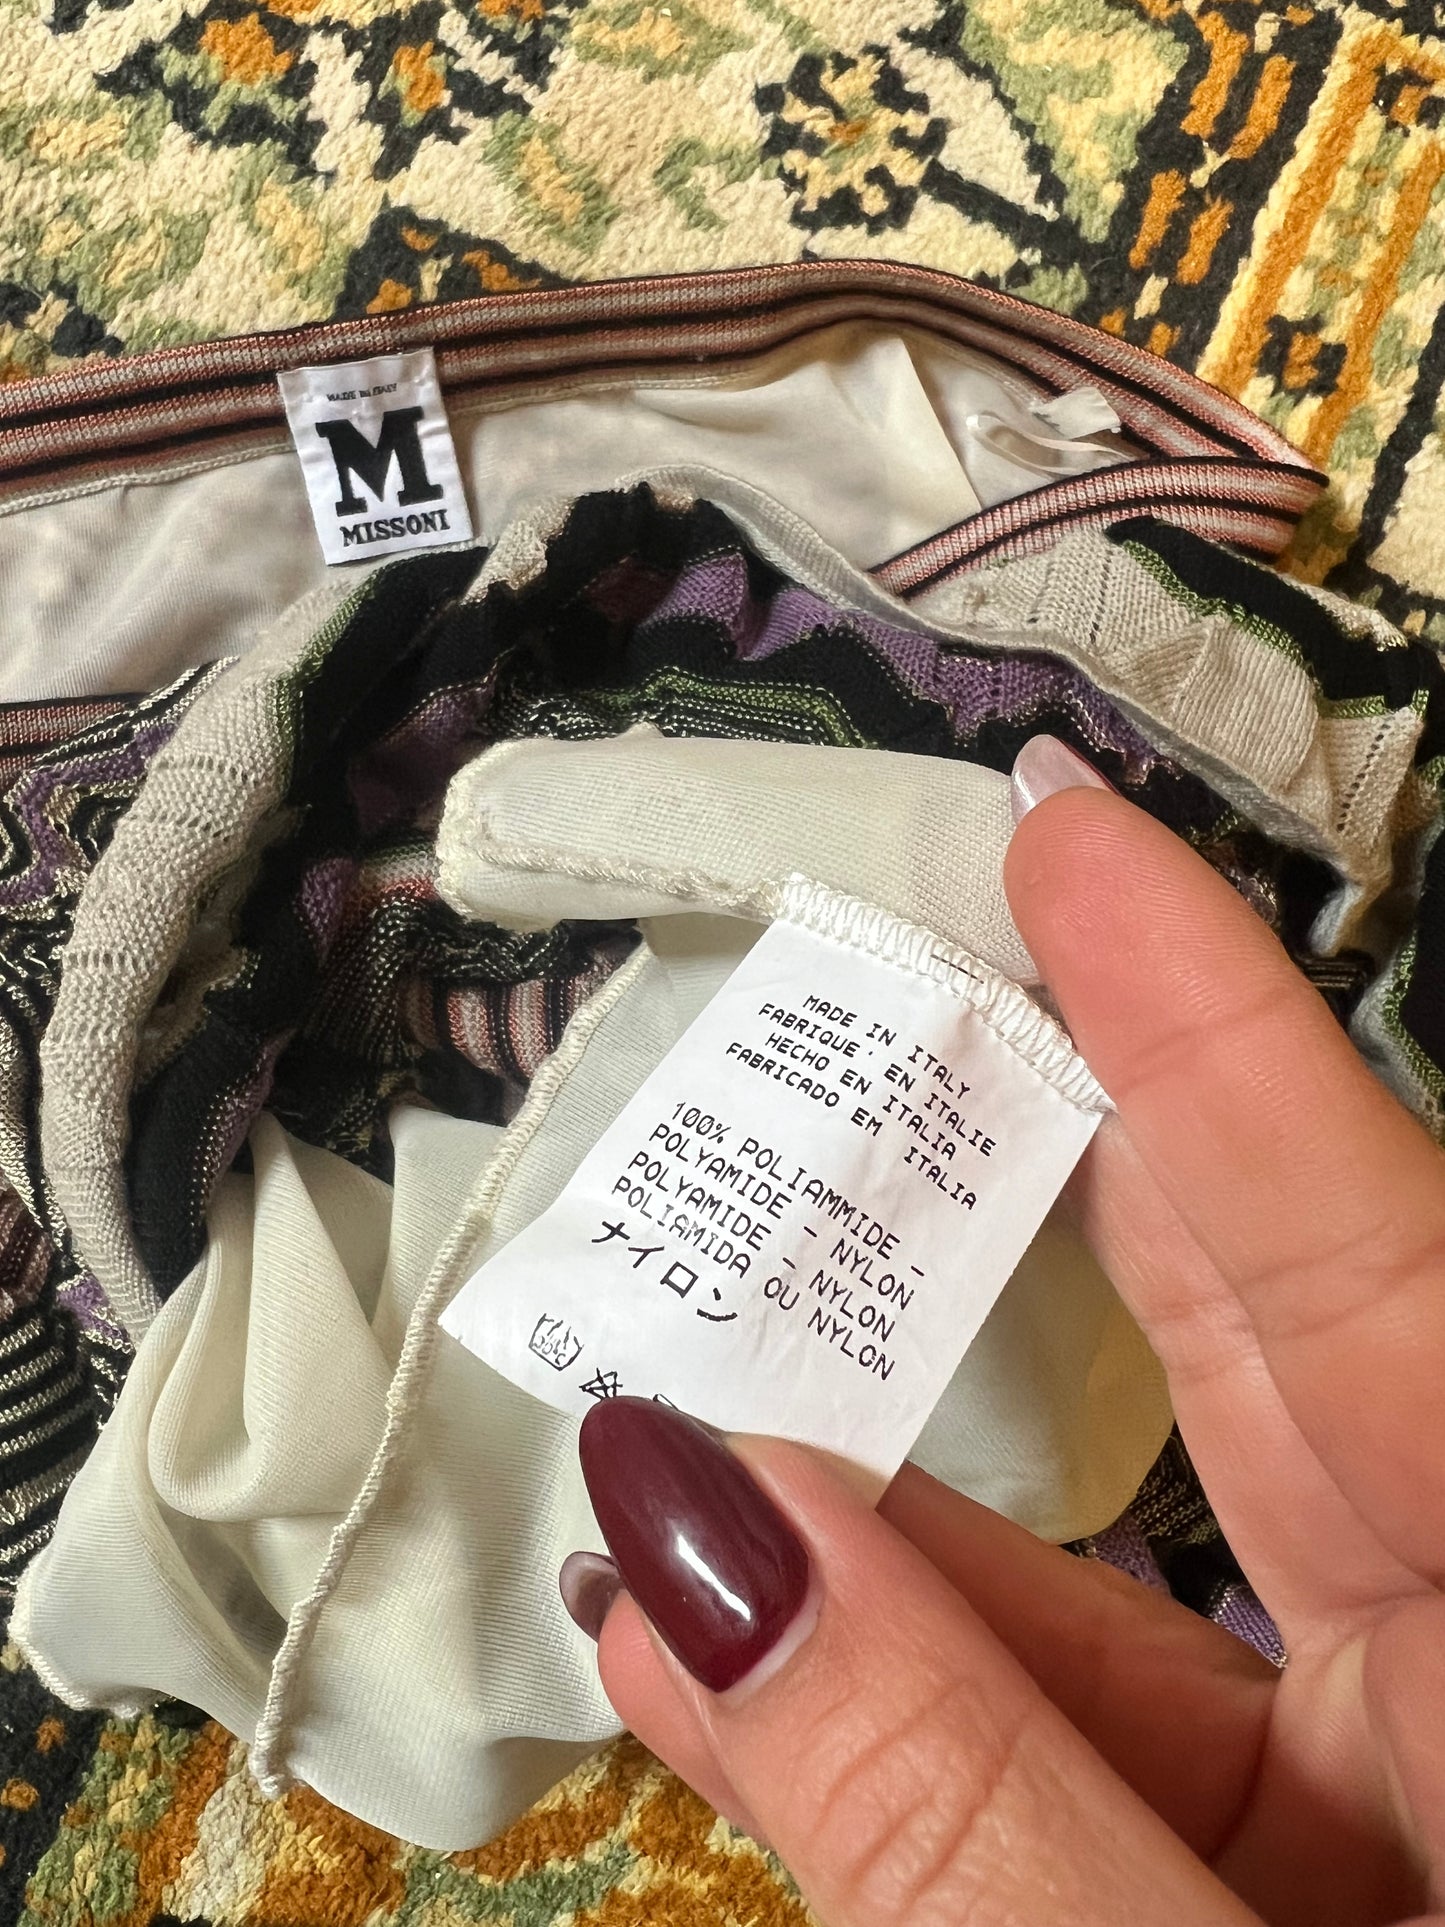 MADE IN ITALY
M
MISSONI
MADE IN ITALY
FABRIQUE' EN ITALIE
HECHO EN ITALIA
FABRICADO EM ITALIA
100% POLIAMMIDE -
POLYAMIDE - NYLON
POLYAMIDE - NYLON
POLIAMIDA OU NYLON
ナイロン
30°C